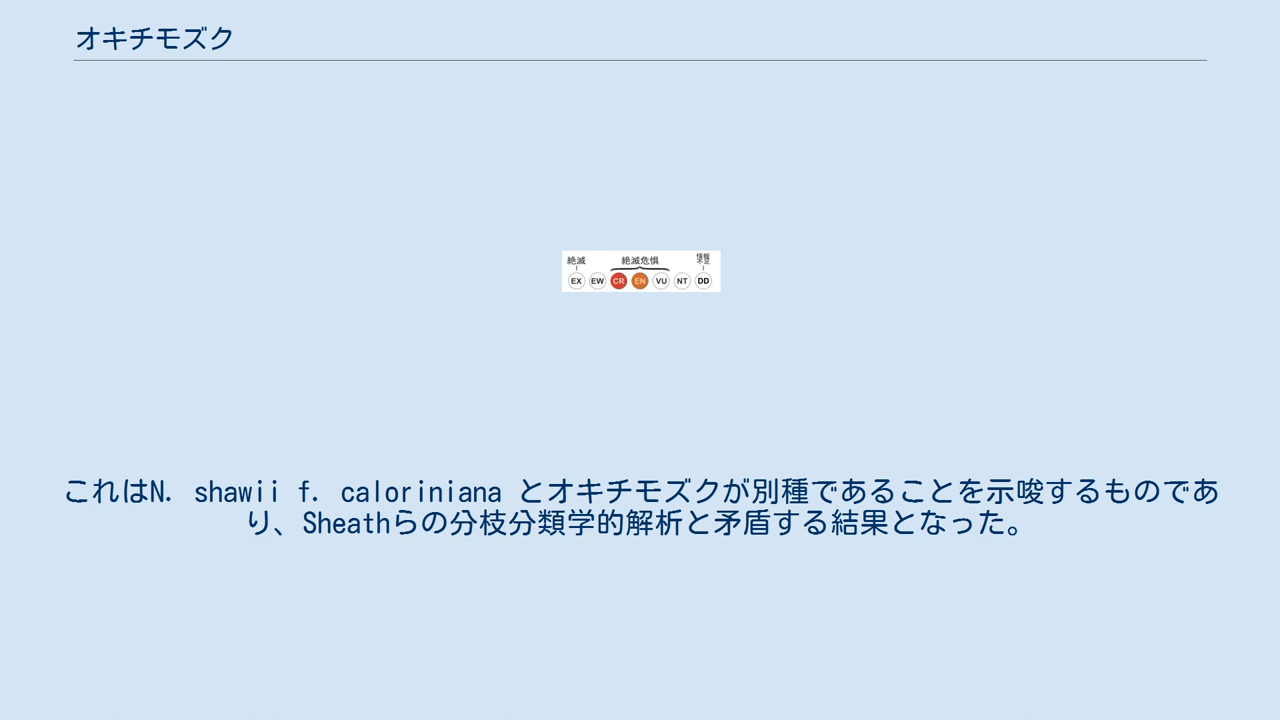 オキチモズク
絶滅 絶滅危惧 情報
不足
EX EW CR EN VU NT DD
これはN. shawii f. caloriniana とオキチモズクが別種であることを示唆するものであ
り、Sheathらの分枝分類学的解析と矛盾する結果となった。